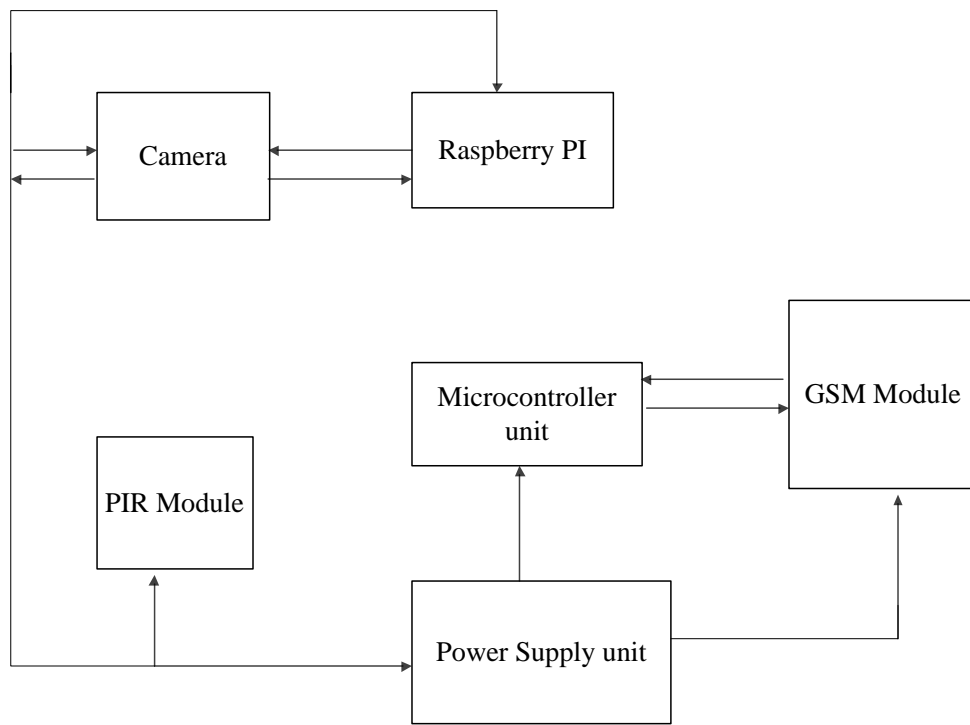 Camera
Raspberry PI
Microcontroller
unit
GSM Module
PIR Module
Power Supply unit